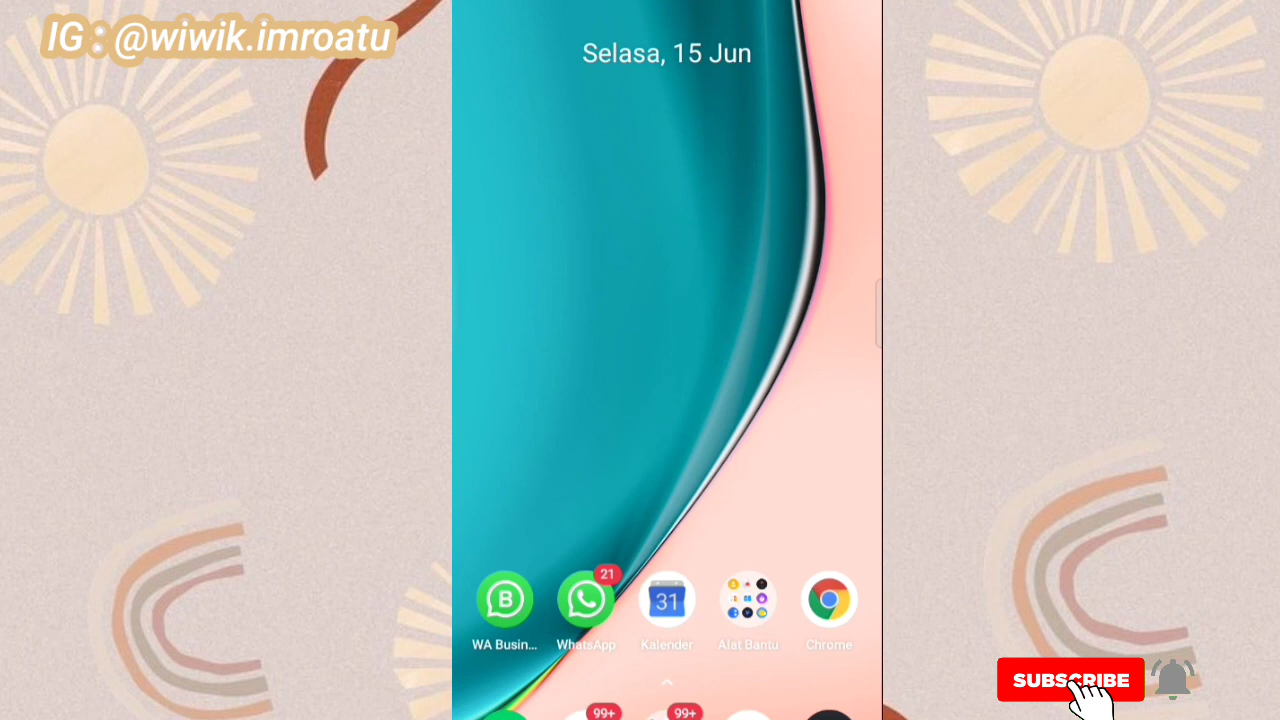 IG : @wiwik.imroatu
Selasa, 15 Jun
21
B
31
WA Busin... WhatsApp Kalender Alat Bantu Chrome
SUBSCRIBE
99+ 99+